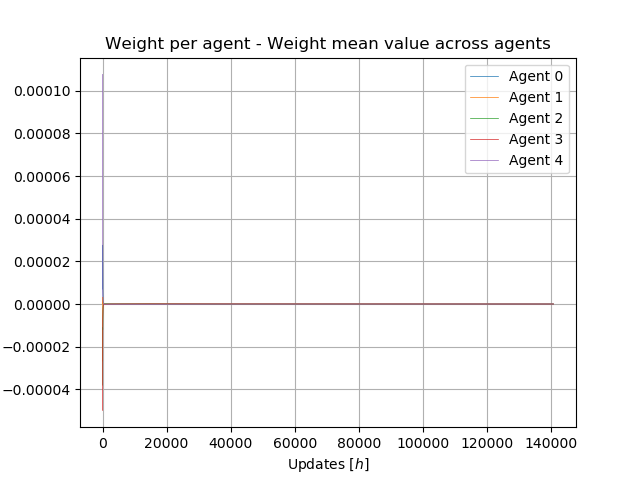 Weight per agent - Weight mean value across agents
0.00010
0.00008
0.00006
0.00004
0.00002
0.00000
−0.00002
−0.00004
Agent 0
Agent 1
Agent 2
Agent 3
Agent 4
0 20000 40000 60000 80000 100000 120000 140000
Updates [h]